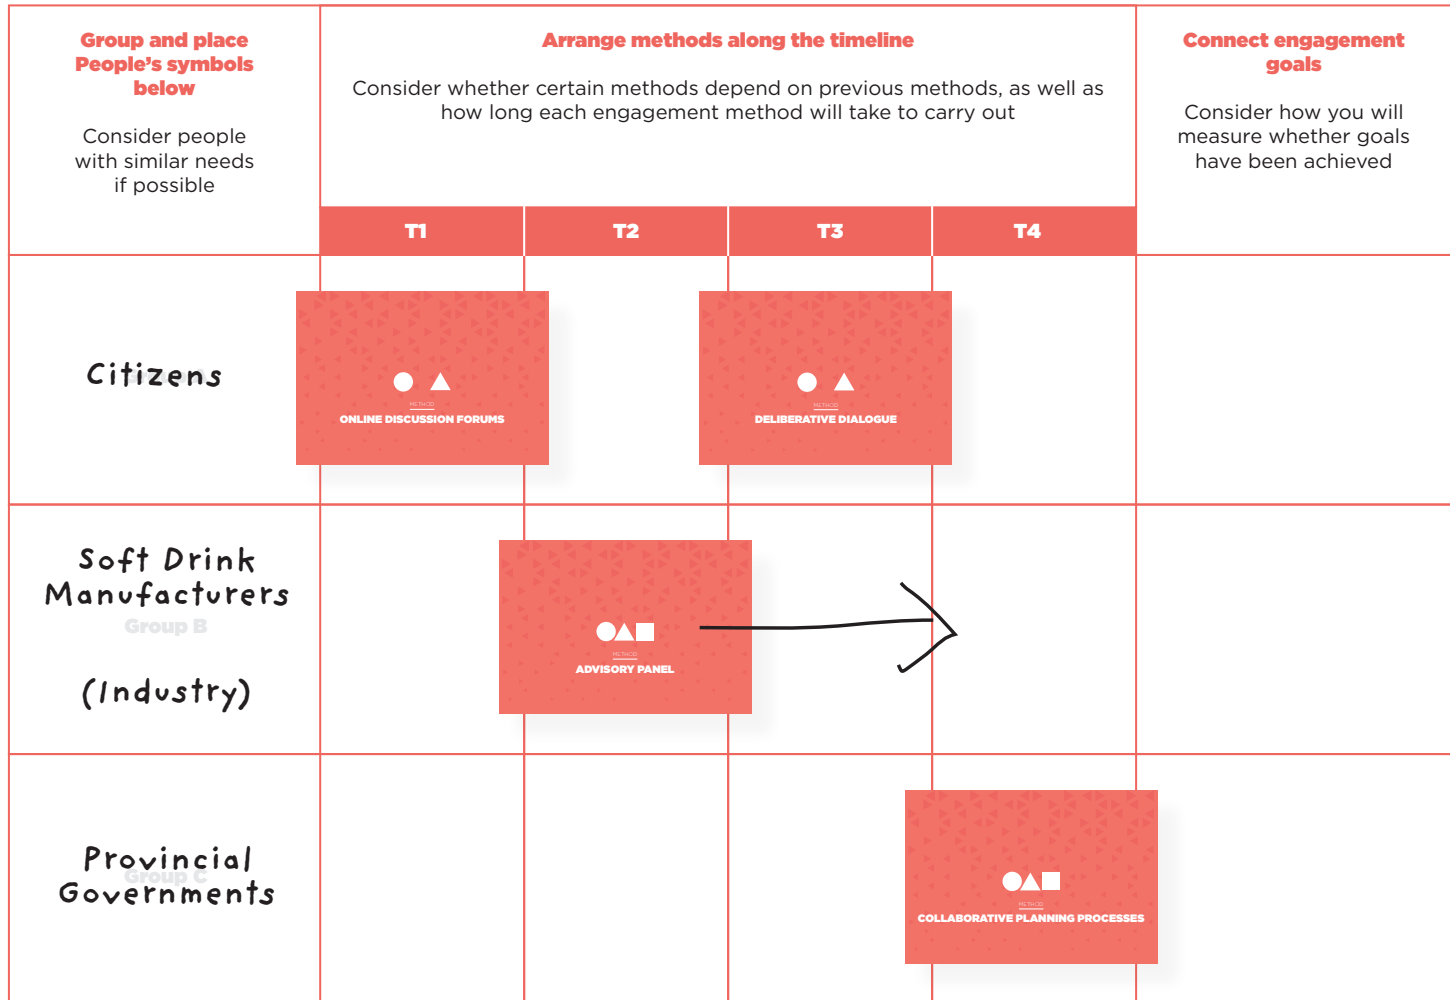 Group and place
People's symbols
below
Consider people
with similar needs
if possible
Arrange methods along the timeline
Consider whether certain methods depend on previous methods, as well as
how long each engagement method will take to carry out
Connect engagement
goals
Consider how you will
measure whether goals
have been achieved
T1
T2
T3
T4
Citizens
METHOD
ONLINE DISCUSSION FORUMS
METHOD
DELIBERATIVE DIALOGUE
Soft Drink
Manufacturers
Group B
(Industry)
METHOD
ADVISORY PANEL
Provincial
Group C
Governments
METHOD
COLLABORATIVE PLANNING PROCESSES